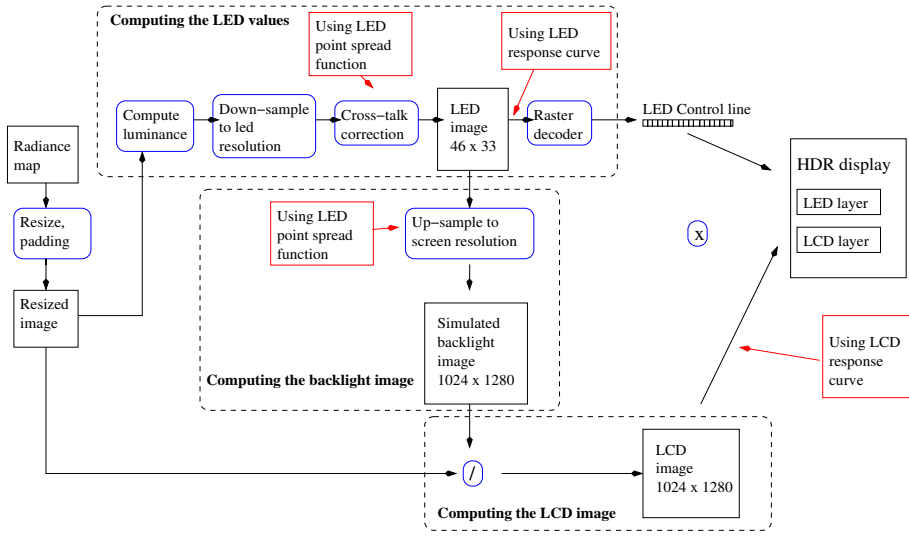 Computing the LED values
Using LED
point spread
function
Using LED
response curve
Compute
luminance
Down−sample
to led
resolution
Cross−talk
correction
LED
image
46 x 33
Raster
decoder
LED Control line
Radiance
map
Resize,
padding
Resized
image
HDR display
LED layer
LCD layer
x
Using LED
point spread
function
Up−sample to
screen resolution
Simulated
backlight
image
1024 x 1280
Computing the backlight image
Using LCD
response
curve
/
LCD
image
1024 x 1280
Computing the LCD image